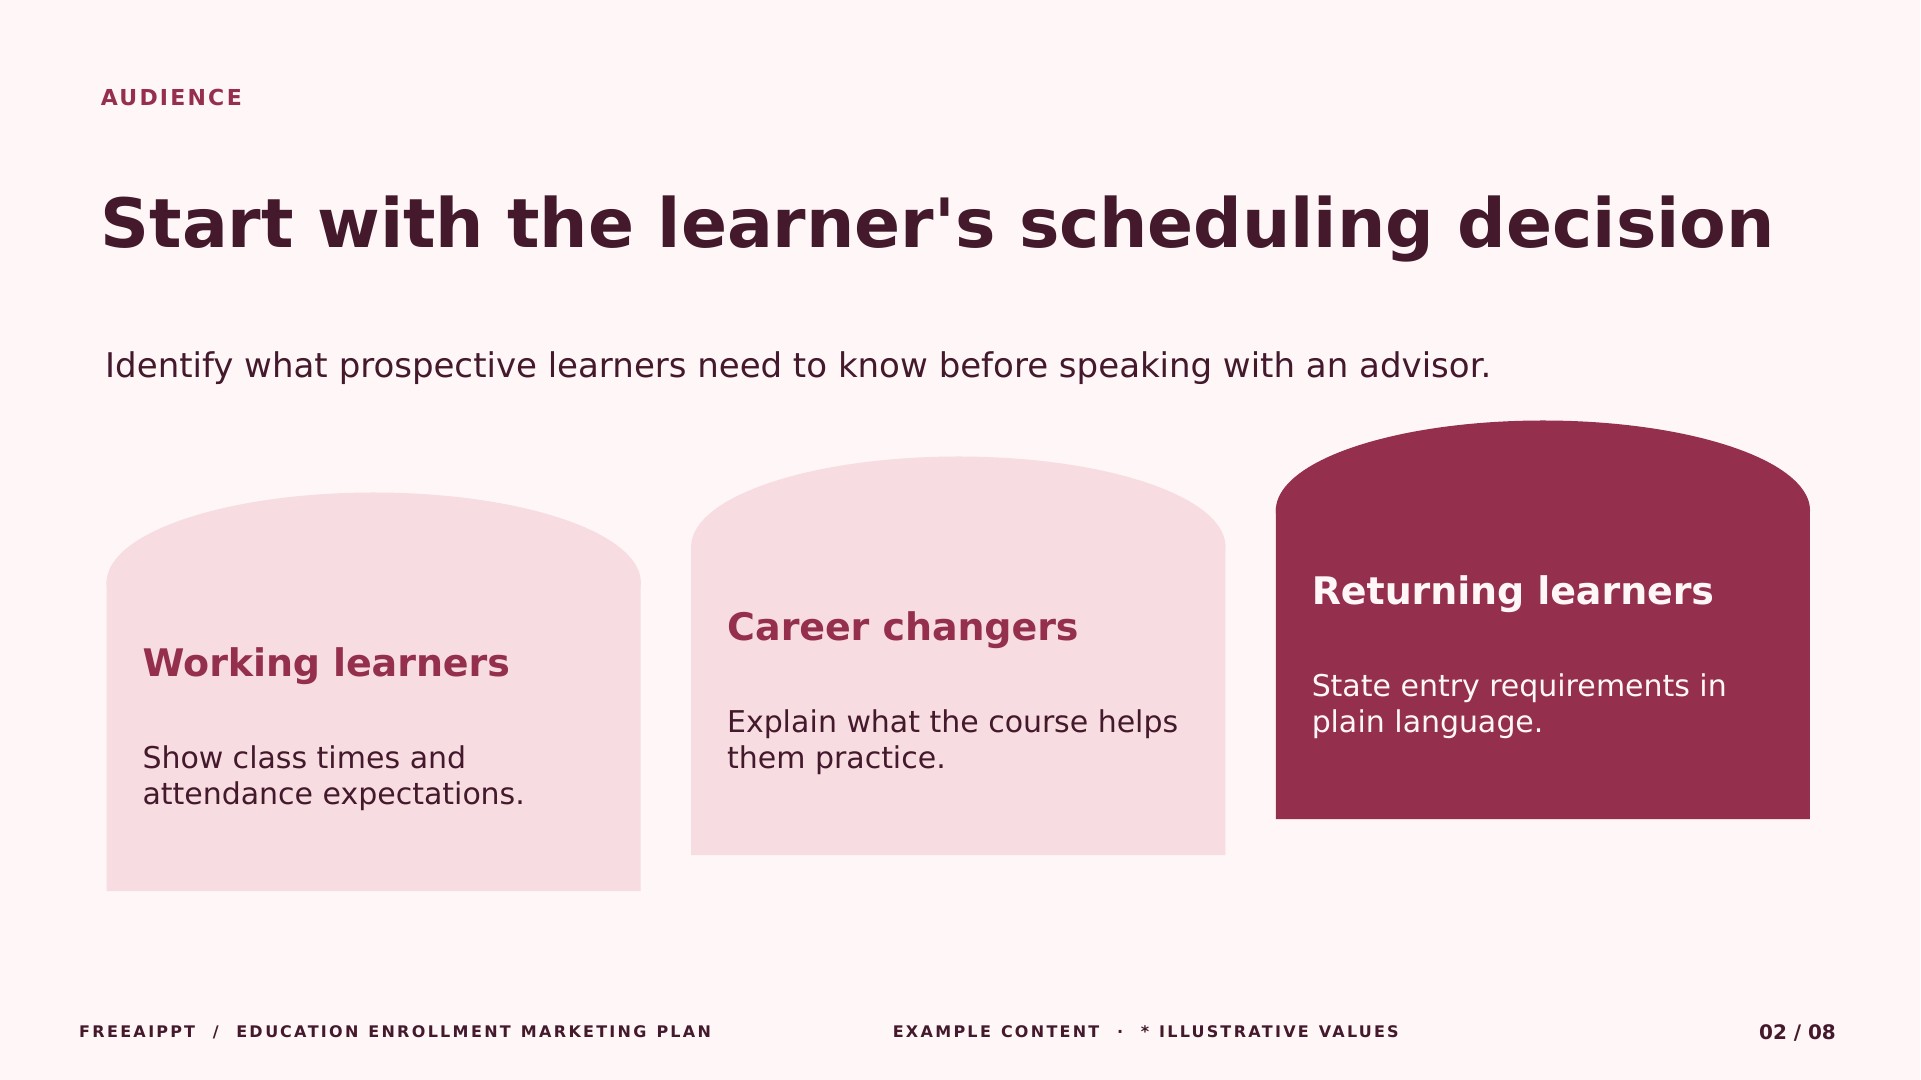 AUDIENCE
Start with the learner's scheduling decision
Identify what prospective learners need to know before speaking with an advisor.
Working learners
Show class times and
attendance expectations.
Career changers
Explain what the course helps
them practice.
Returning learners
State entry requirements in
plain language.
FREEAIPPT / EDUCATION ENROLLMENT MARKETING PLAN
EXAMPLE CONTENT · * ILLUSTRATIVE VALUES
02 / 08